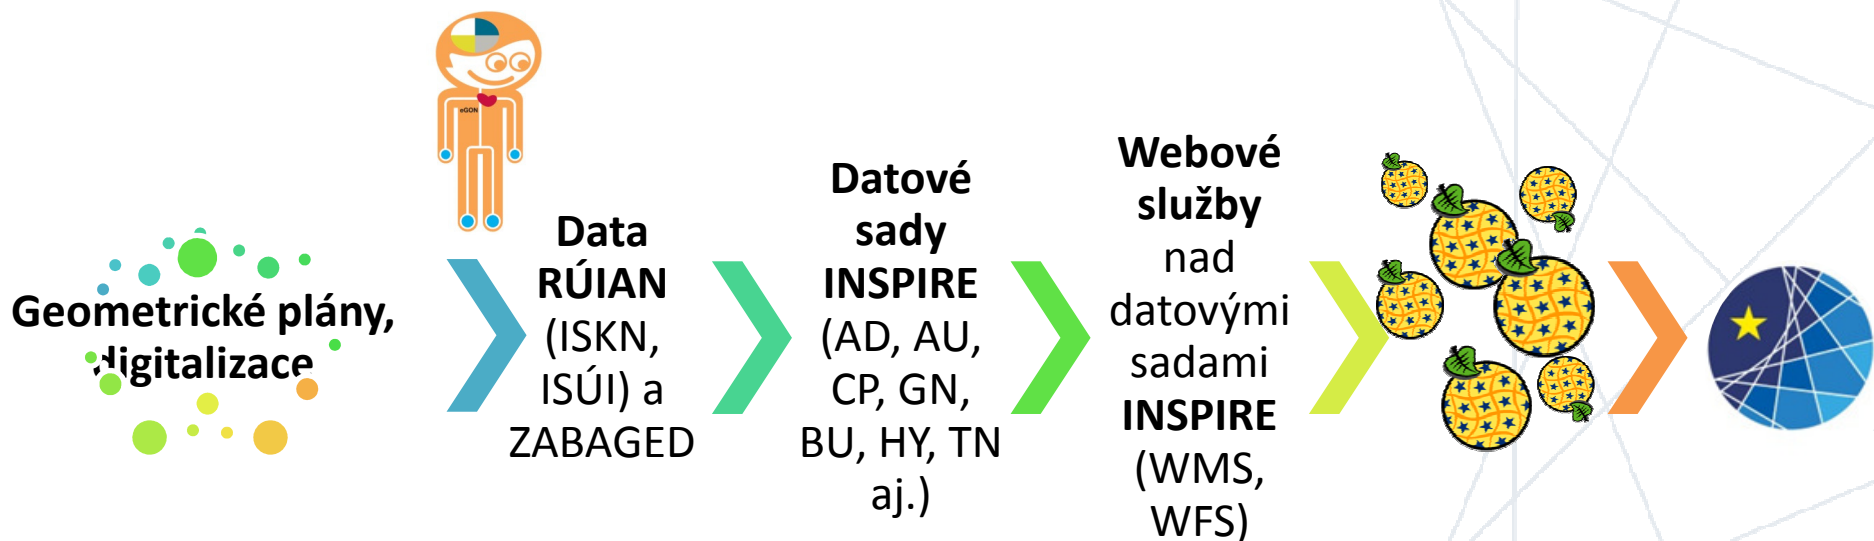 eGON
Geometrické plány,
digitalizace
Data
RÚIAN
(ISKN,
ISÚI) a
ZABAGED
Datové
sady
INSPIRE
(AD, AU,
CP, GN,
BU, HY, TN
aj.)
Webové
služby
nad
datovými
sadami
INSPIRE
(WMS,
WFS)